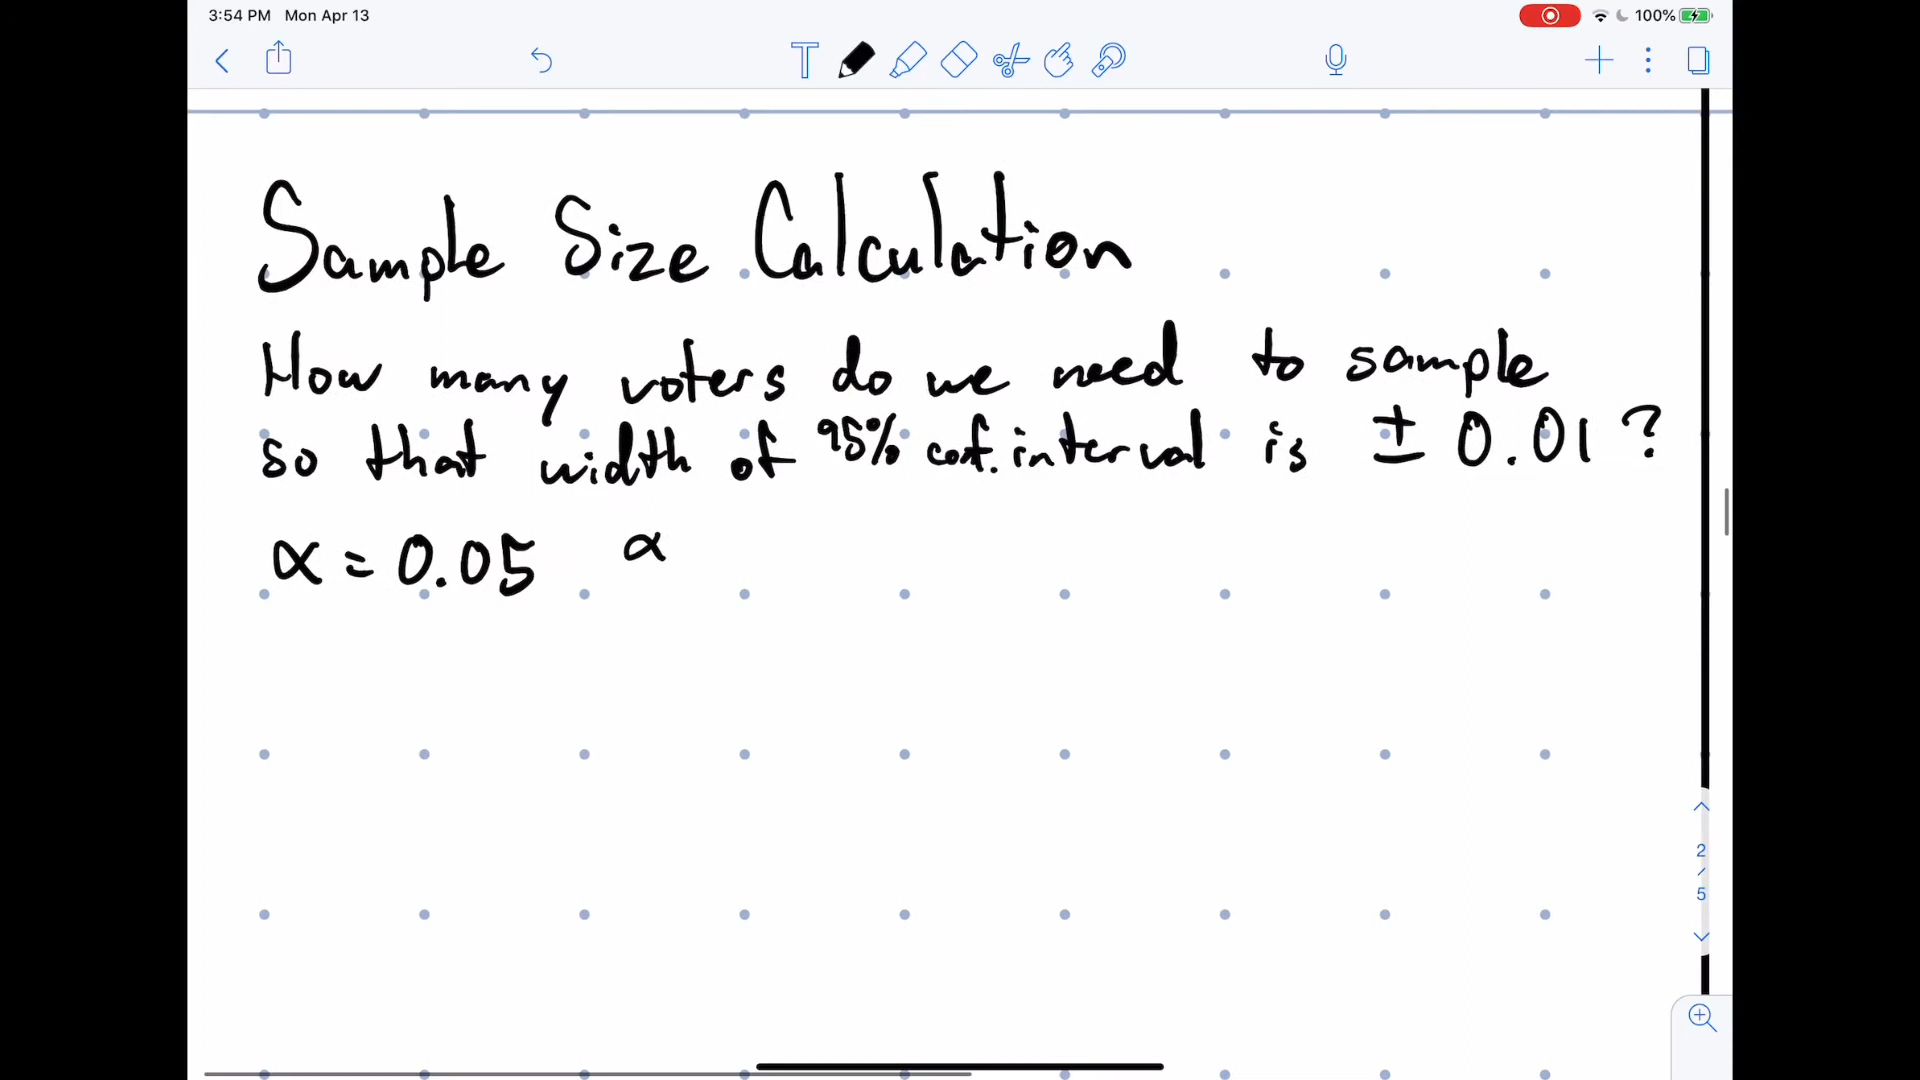 3:54 PM Mon Apr 13
100%
T
Sample Size Calculation
How many voters do we need to sample
so that width of 95% conf. interval is ± 0.01?
α = 0.05 α
2
/
5